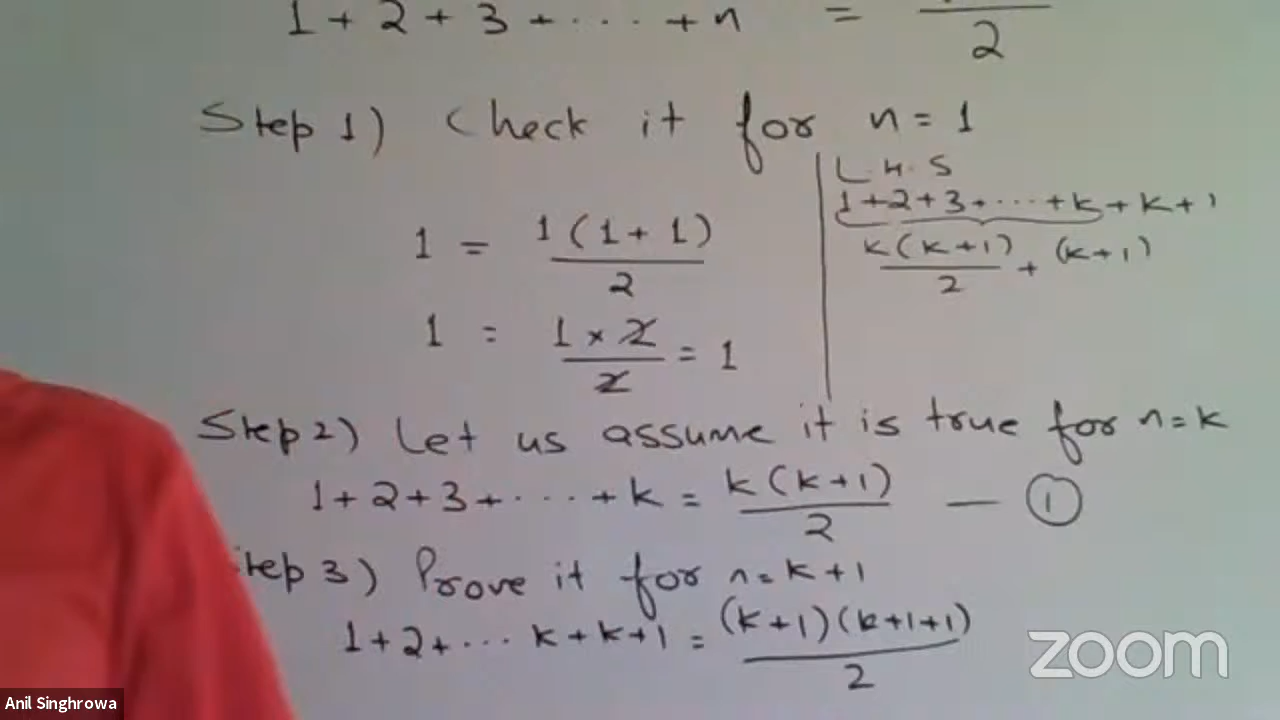 1 + 2 + 3 + ..... + n = 2
Step 1) Check it for n = 1
1 = 1 (1 + 1) / 2
1 = 1 × 2 / 2 = 1
L.H.S
1 + 2 + 3 + ..... + k + k + 1
k (k + 1) / 2 + (k + 1)
Step 2) Let us assume it is true for n = k
1 + 2 + 3 + ..... + k = k (k + 1) / 2 — ①
tep 3) Prove it for n = k + 1
1 + 2 + ... k + k + 1 = (k + 1) (k + 1 + 1) / 2
zoom
Anil Singhrowa